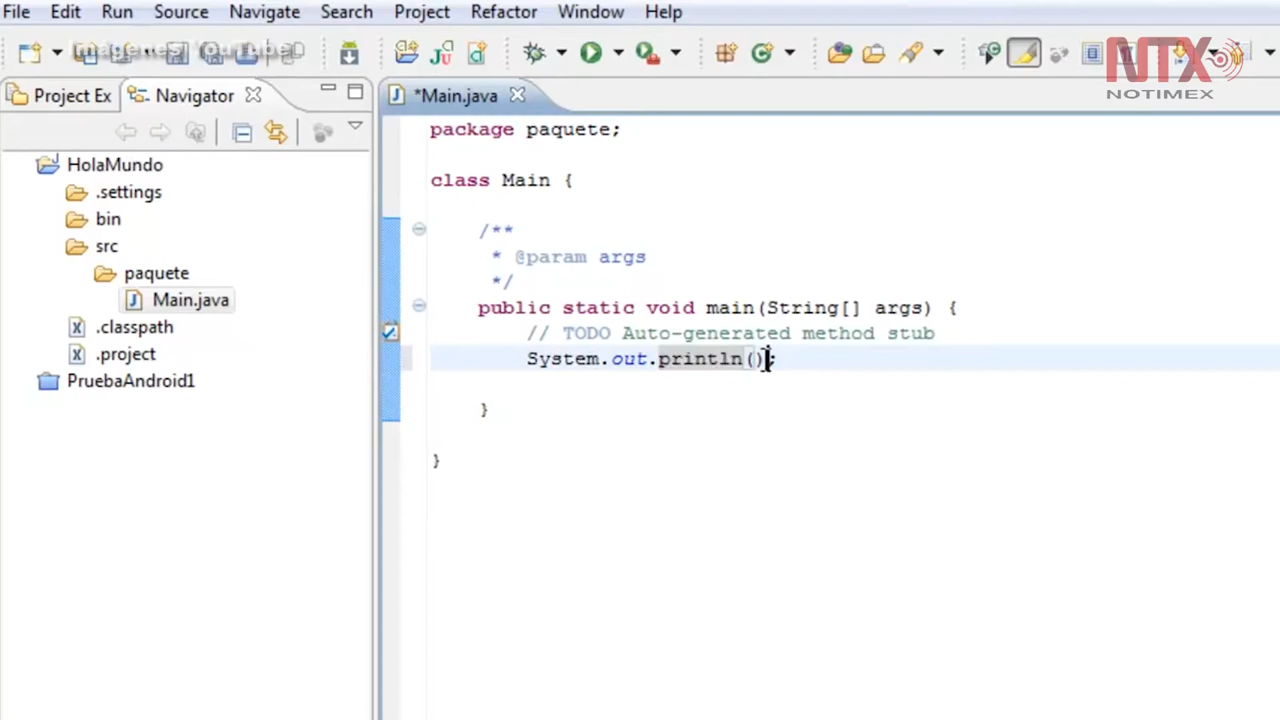 File Edit Run Source Navigate Search Project Refactor Window Help
Imágenes: YouTube
NTX
NOTIMEX
Project Ex
Navigator
*Main.java
HolaMundo
.settings
bin
src
paquete
Main.java
.classpath
.project
PruebaAndroid1
package paquete;
class Main {
/**
* @param args
*/
public static void main(String[] args) {
// TODO Auto-generated method stub
System.out.println();
}
}